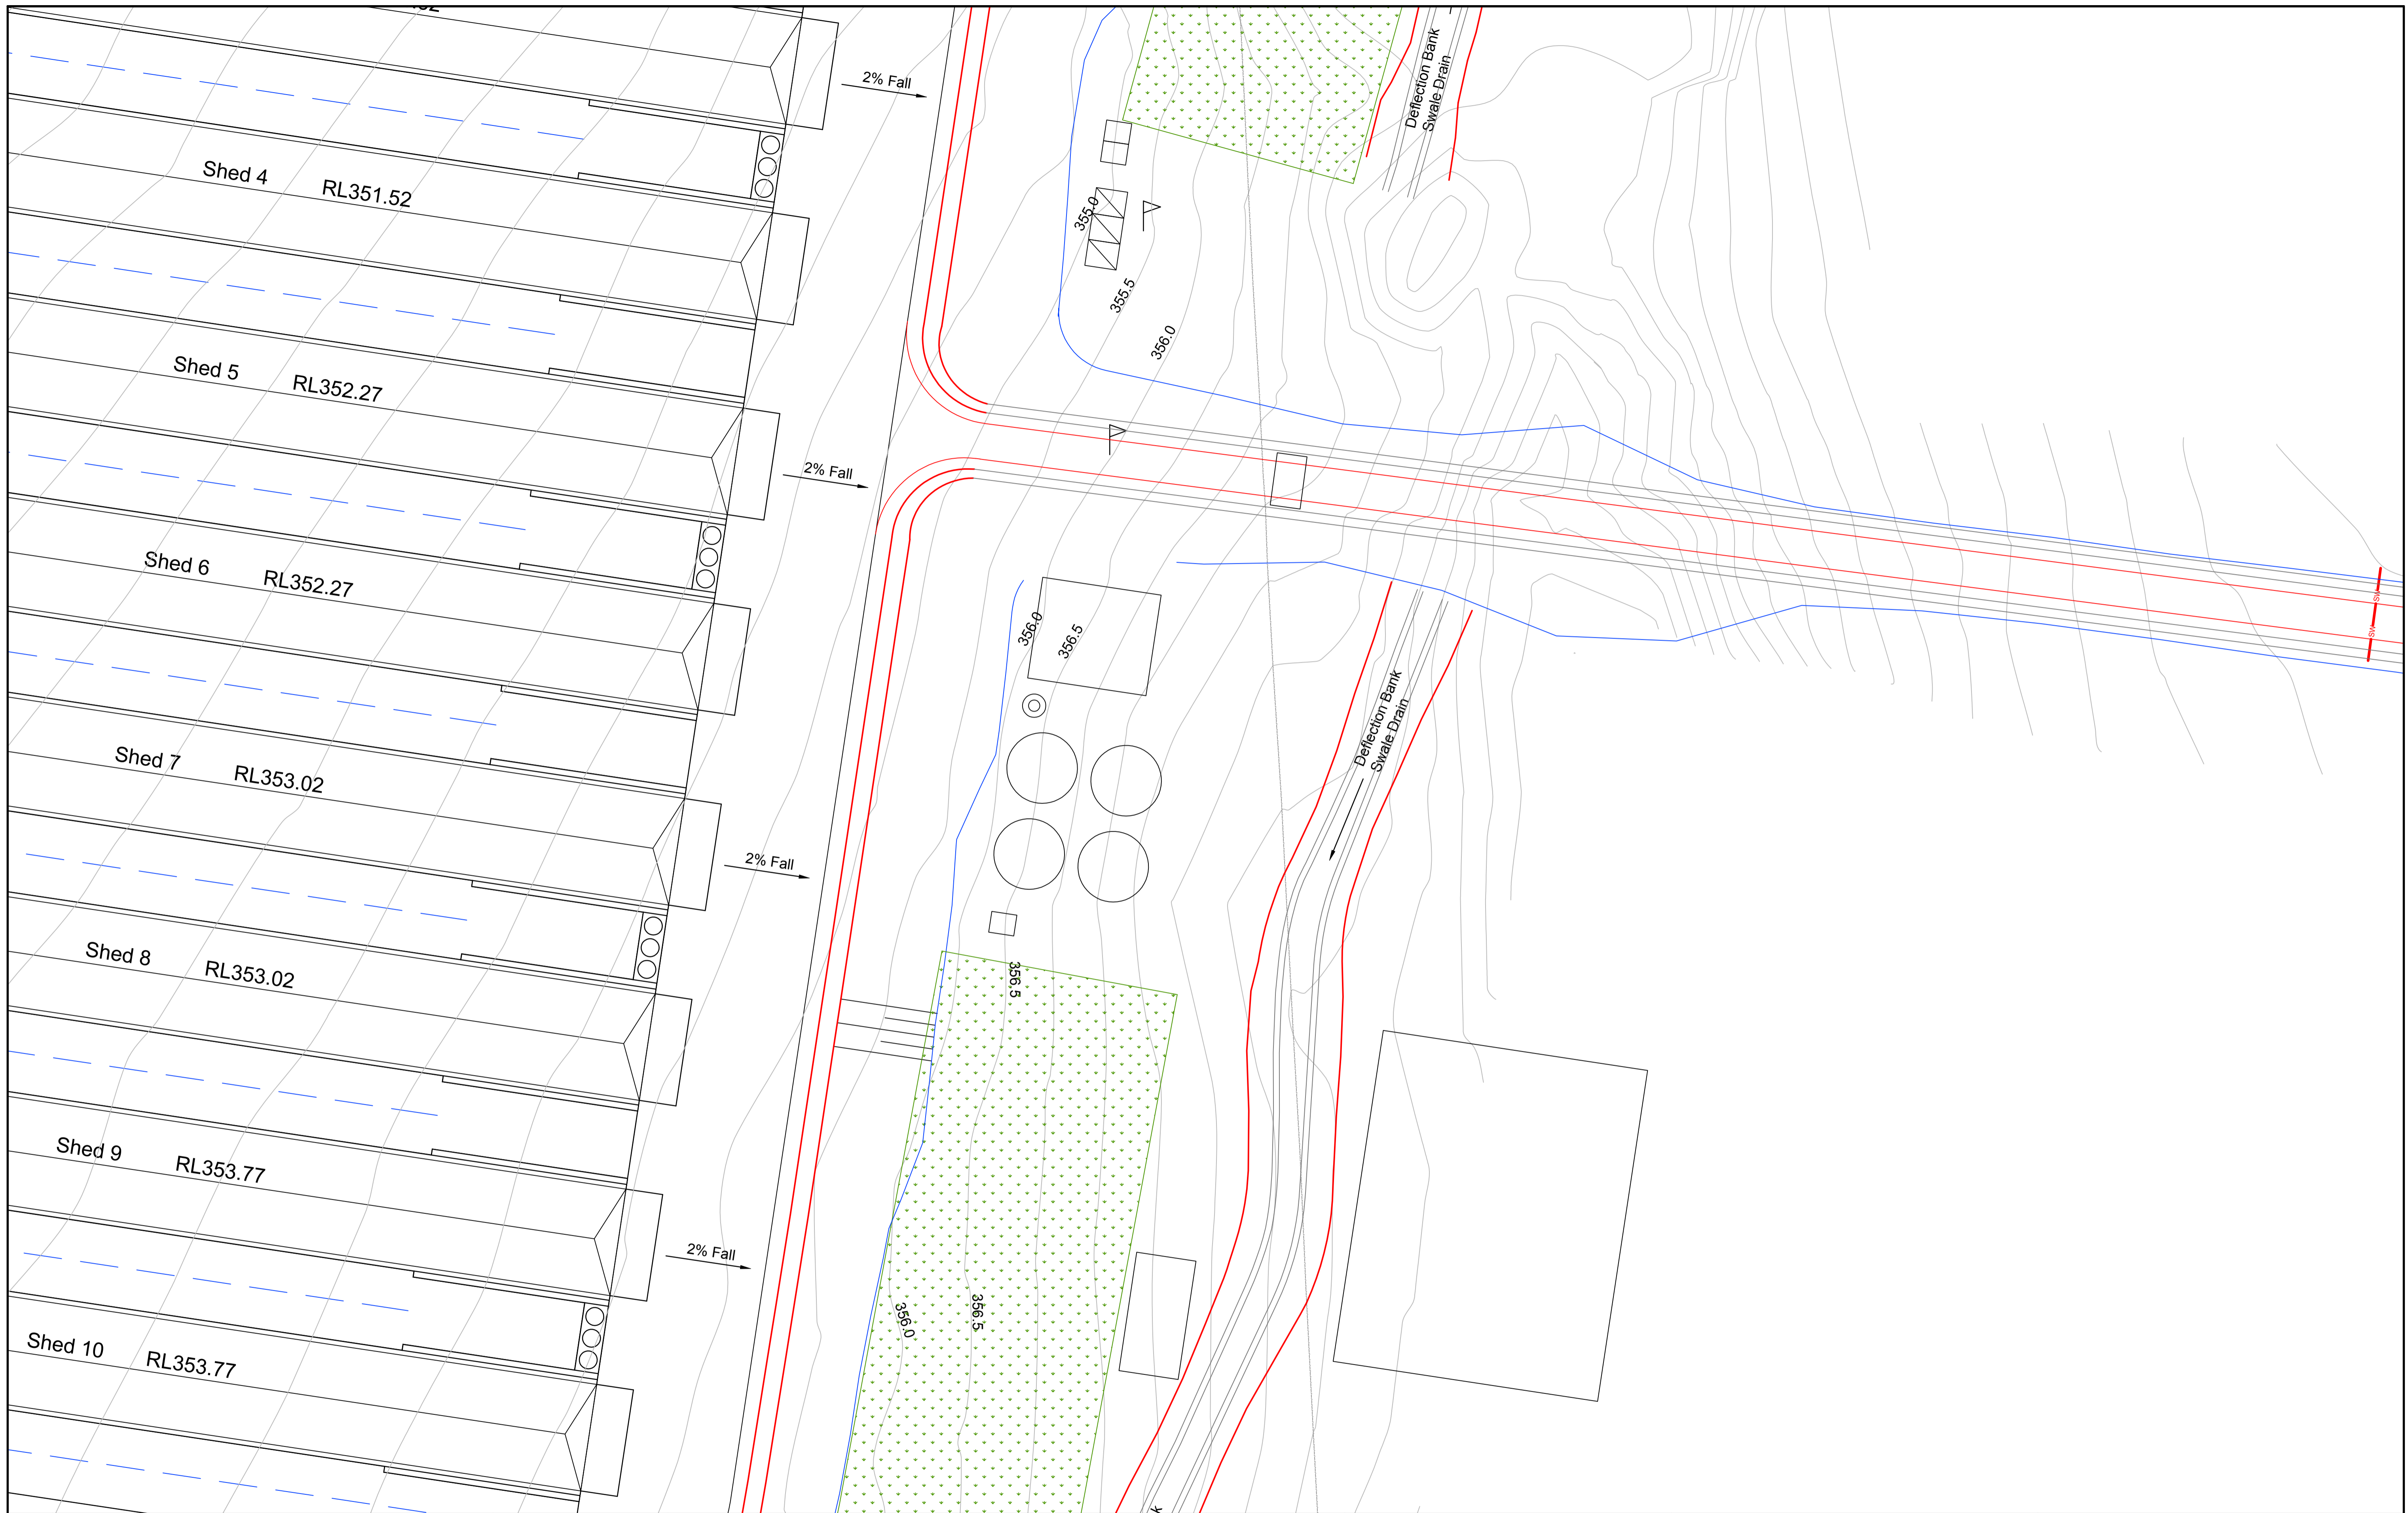 2% Fall
Deflection Bank
Swale Drain
Shed 4 RL351.52
355.0
355.5
356.0
Shed 5 RL352.27
2% Fall
Shed 6 RL352.27
SW
SW
356.0
356.5
Deflection Bank
Swale Drain
Shed 7 RL353.02
2% Fall
Shed 8 RL353.02
356.5
Shed 9 RL353.77
2% Fall
356.0
356.5
Shed 10 RL353.77